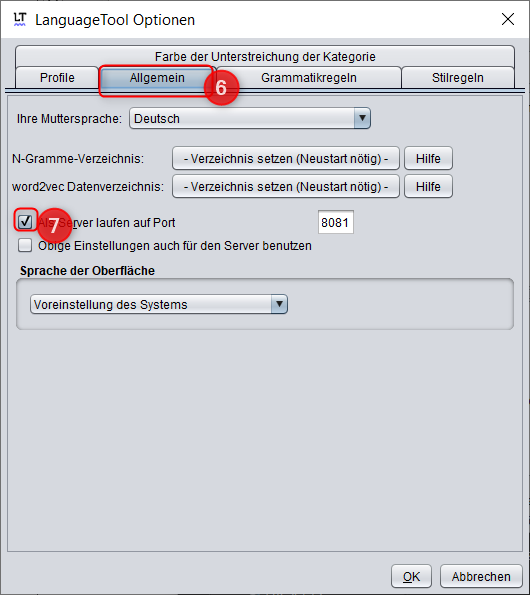 LT LanguageTool Optionen
Farbe der Unterstreichung der Kategorie
Profile Allgemein Grammatikregeln Stilregeln
6
Ihre Muttersprache: Deutsch
N-Gramme-Verzeichnis: - Verzeichnis setzen (Neustart nötig) - Hilfe
word2vec Datenverzeichnis: - Verzeichnis setzen (Neustart nötig) - Hilfe
7 Als Server laufen auf Port 8081
Obige Einstellungen auch für den Server benutzen
Sprache der Oberfläche
Voreinstellung des Systems
OK Abbrechen